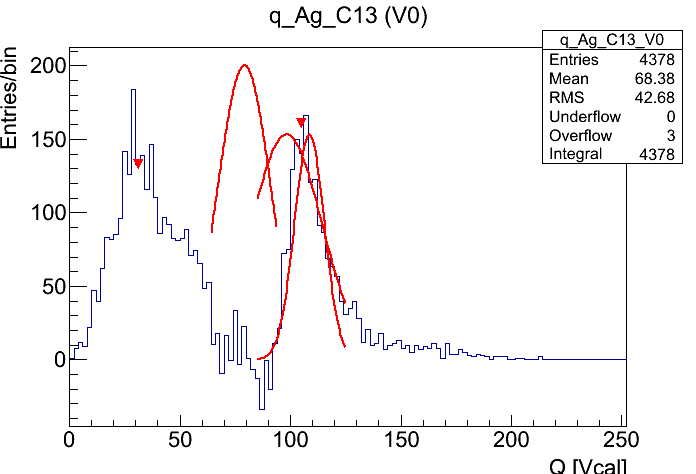 q_Ag_C13 (V0)
q_Ag_C13_V0
Entries 4378
Mean 68.38
RMS 42.68
Underflow 0
Overflow 3
Integral 4378
Entries/bin
200
150
100
50
0
0 50 100 150 200 250
Q [Vcal]